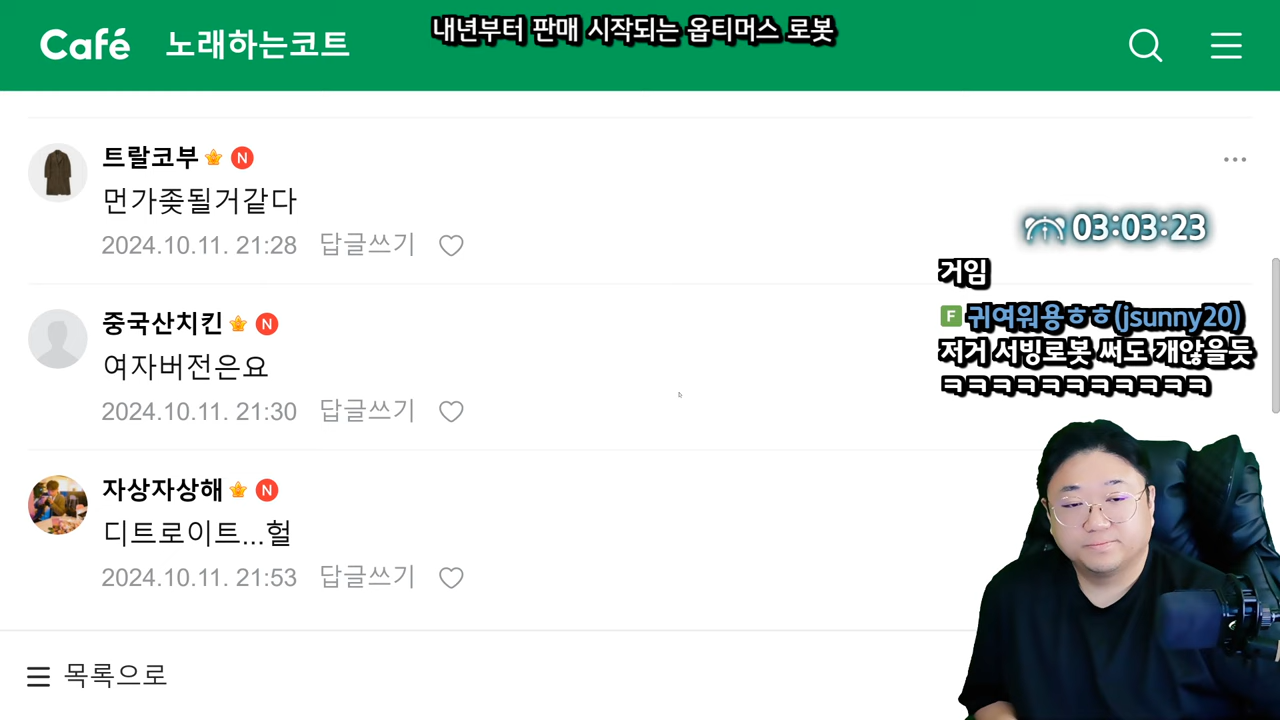 Café 노래하는코트
내년부터 판매 시작되는 옵티머스 로봇
트랄코부 N
먼가좆될거같다
2024.10.11. 21:28 답글쓰기
03:03:23
거임
중국산치킨 N
F 귀여워용ㅎㅎ(jsunny20)
여자버전은요
저거 서빙로봇 써도 개않을듯
ㅋㅋㅋㅋㅋㅋㅋㅋㅋㅋㅋ
2024.10.11. 21:30 답글쓰기
자상자상해 N
디트로이트...헐
2024.10.11. 21:53 답글쓰기
목록으로